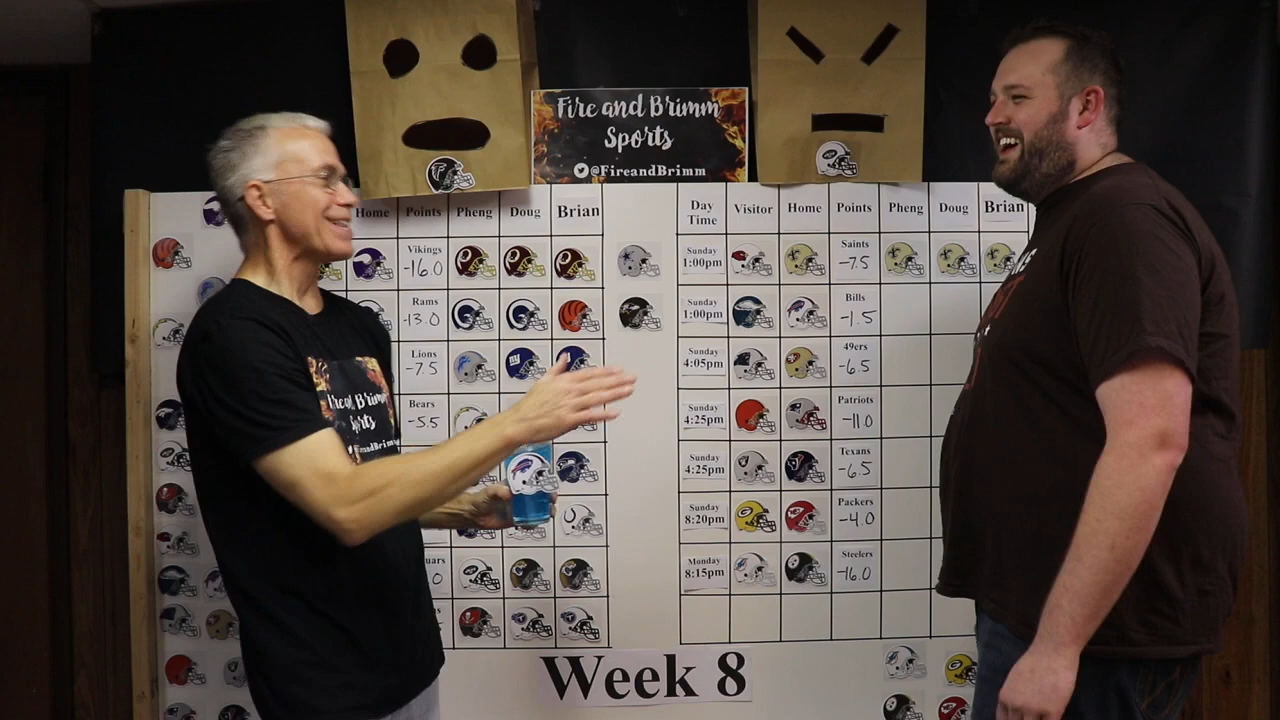 Fire and Brimm
Sports
@FireandBrimm
Home Points Pheng Doug Brian
Vikings
-16.0
Rams
-13.0
Lions
-7.5
Bears
-5.5
Day
Time Visitor Home Points Pheng Doug Brian
Sunday
1:00pm
Saints
-7.5
Sunday
1:00pm
Bills
-1.5
Sunday
4:05pm
49ers
-6.5
Sunday
4:25pm
Patriots
-11.0
Sunday
4:25pm
Texans
-6.5
Sunday
8:20pm
Packers
-4.0
Monday
8:15pm
Steelers
-16.0
Week 8